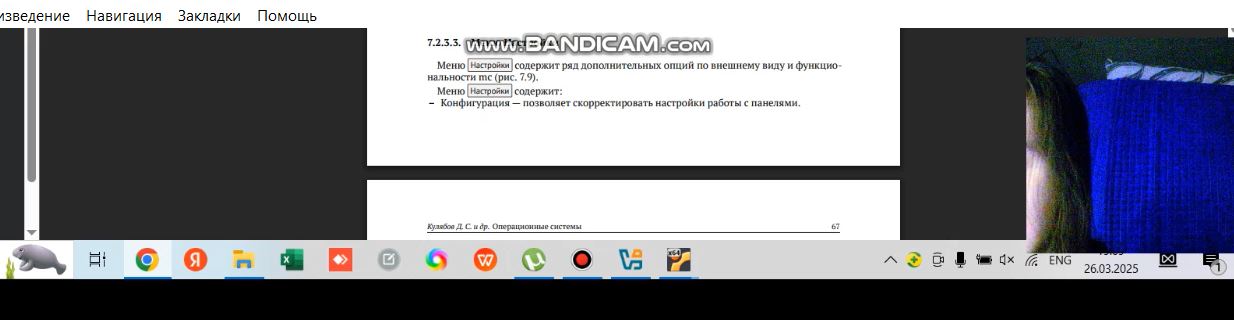 изведение Навигация Закладки Помощь
7.2.3.3.
www.BANDICAM.com
Меню Настройки содержит ряд дополнительных опций по внешнему виду и функцио-
нальности mc (рис. 7.9).
Меню Настройки содержит:
– Конфигурация — позволяет скорректировать настройки работы с панелями.
Кулябов Д. С. и др. Операционные системы 67
ENG
26.03.2025
1